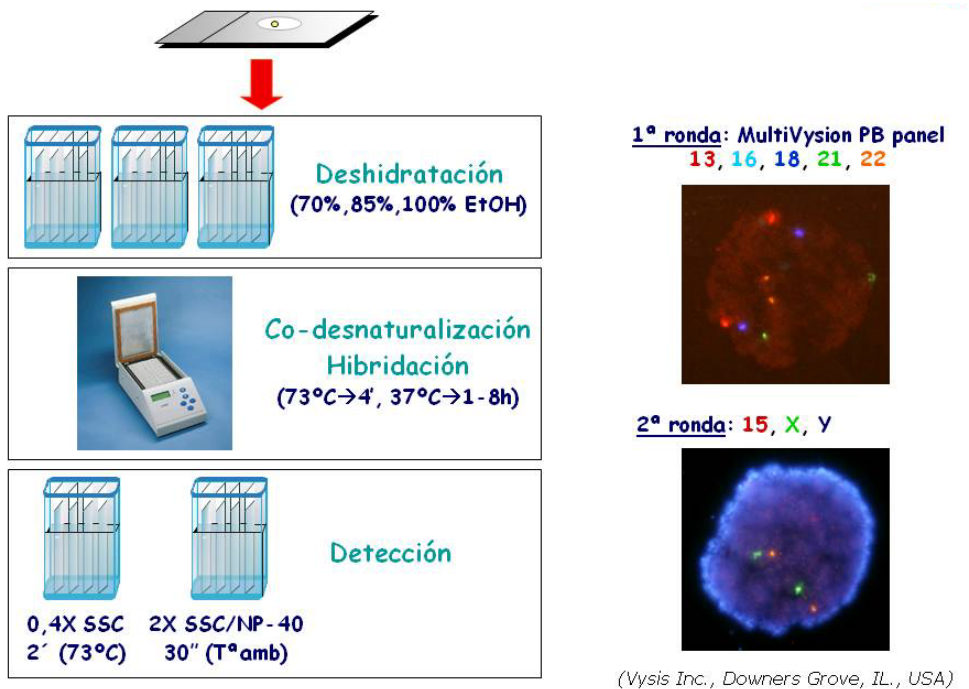 Deshidratación
(70%,85%,100% EtOH)
Co-desnaturalización
Hibridación
(73ºC→4', 37ºC→1-8h)
Detección
0,4X SSC
2´ (73ºC)
2X SSC/NP-40
30" (Tªamb)
1ª ronda: MultiVysion PB panel
13, 16, 18, 21, 22
2ª ronda: 15, X, Y
(Vysis Inc., Downers Grove, IL., USA)